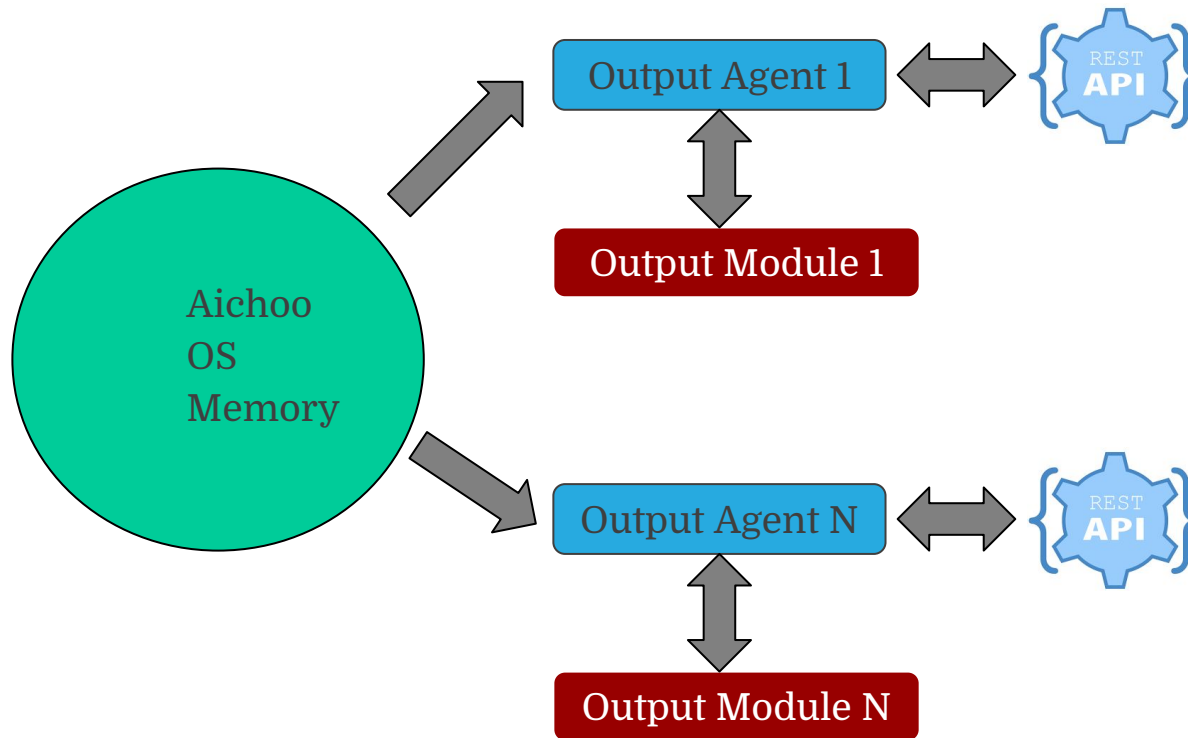 Output Agent 1
REST
API
Output Module 1
Aichoo
OS
Memory
Output Agent N
REST
API
Output Module N